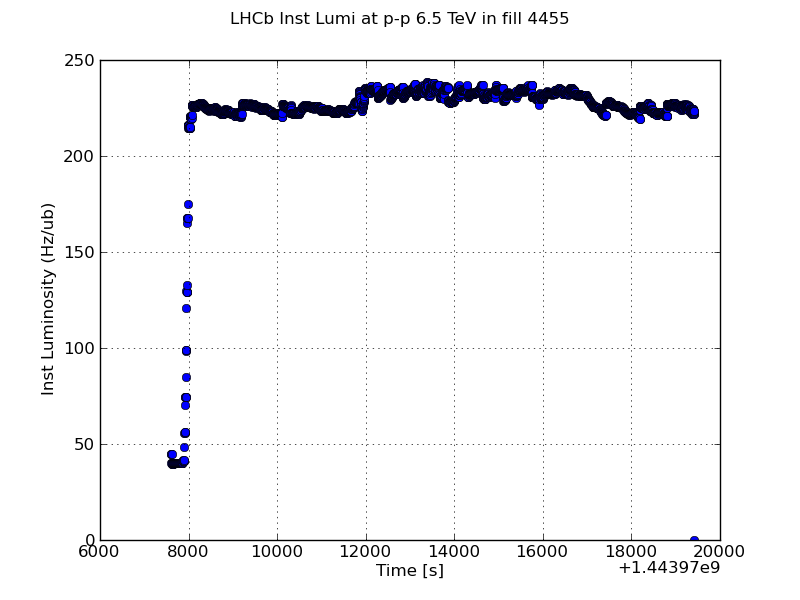 LHCb Inst Lumi at p-p 6.5 TeV in fill 4455
250
200
150
100
50
0
Inst Luminosity (Hz/ub)
6000 8000 10000 12000 14000 16000 18000 20000
Time [s]
+1.44397e9